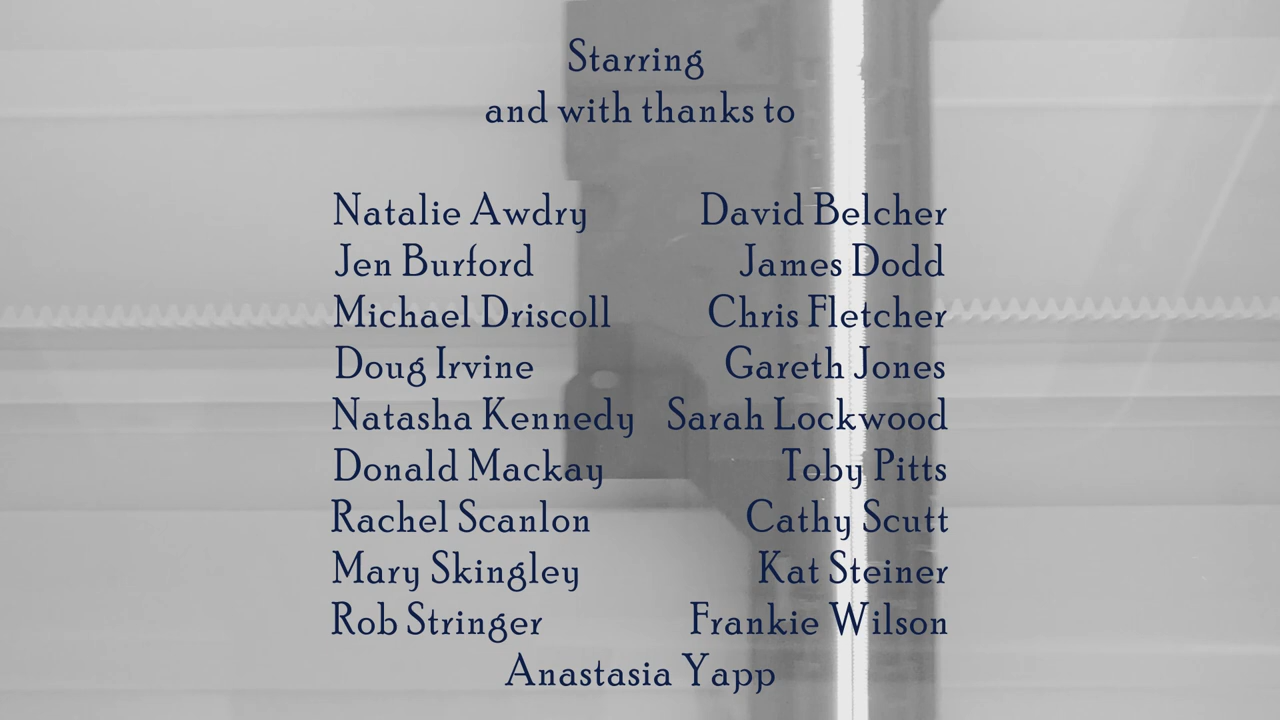 Starring
and with thanks to
Natalie Awdry David Belcher
Jen Burford James Dodd
Michael Driscoll Chris Fletcher
Doug Irvine Gareth Jones
Natasha Kennedy Sarah Lockwood
Donald Mackay Toby Pitts
Rachel Scanlon Cathy Scutt
Mary Skingley Kat Steiner
Rob Stringer Frankie Wilson
Anastasia Yapp